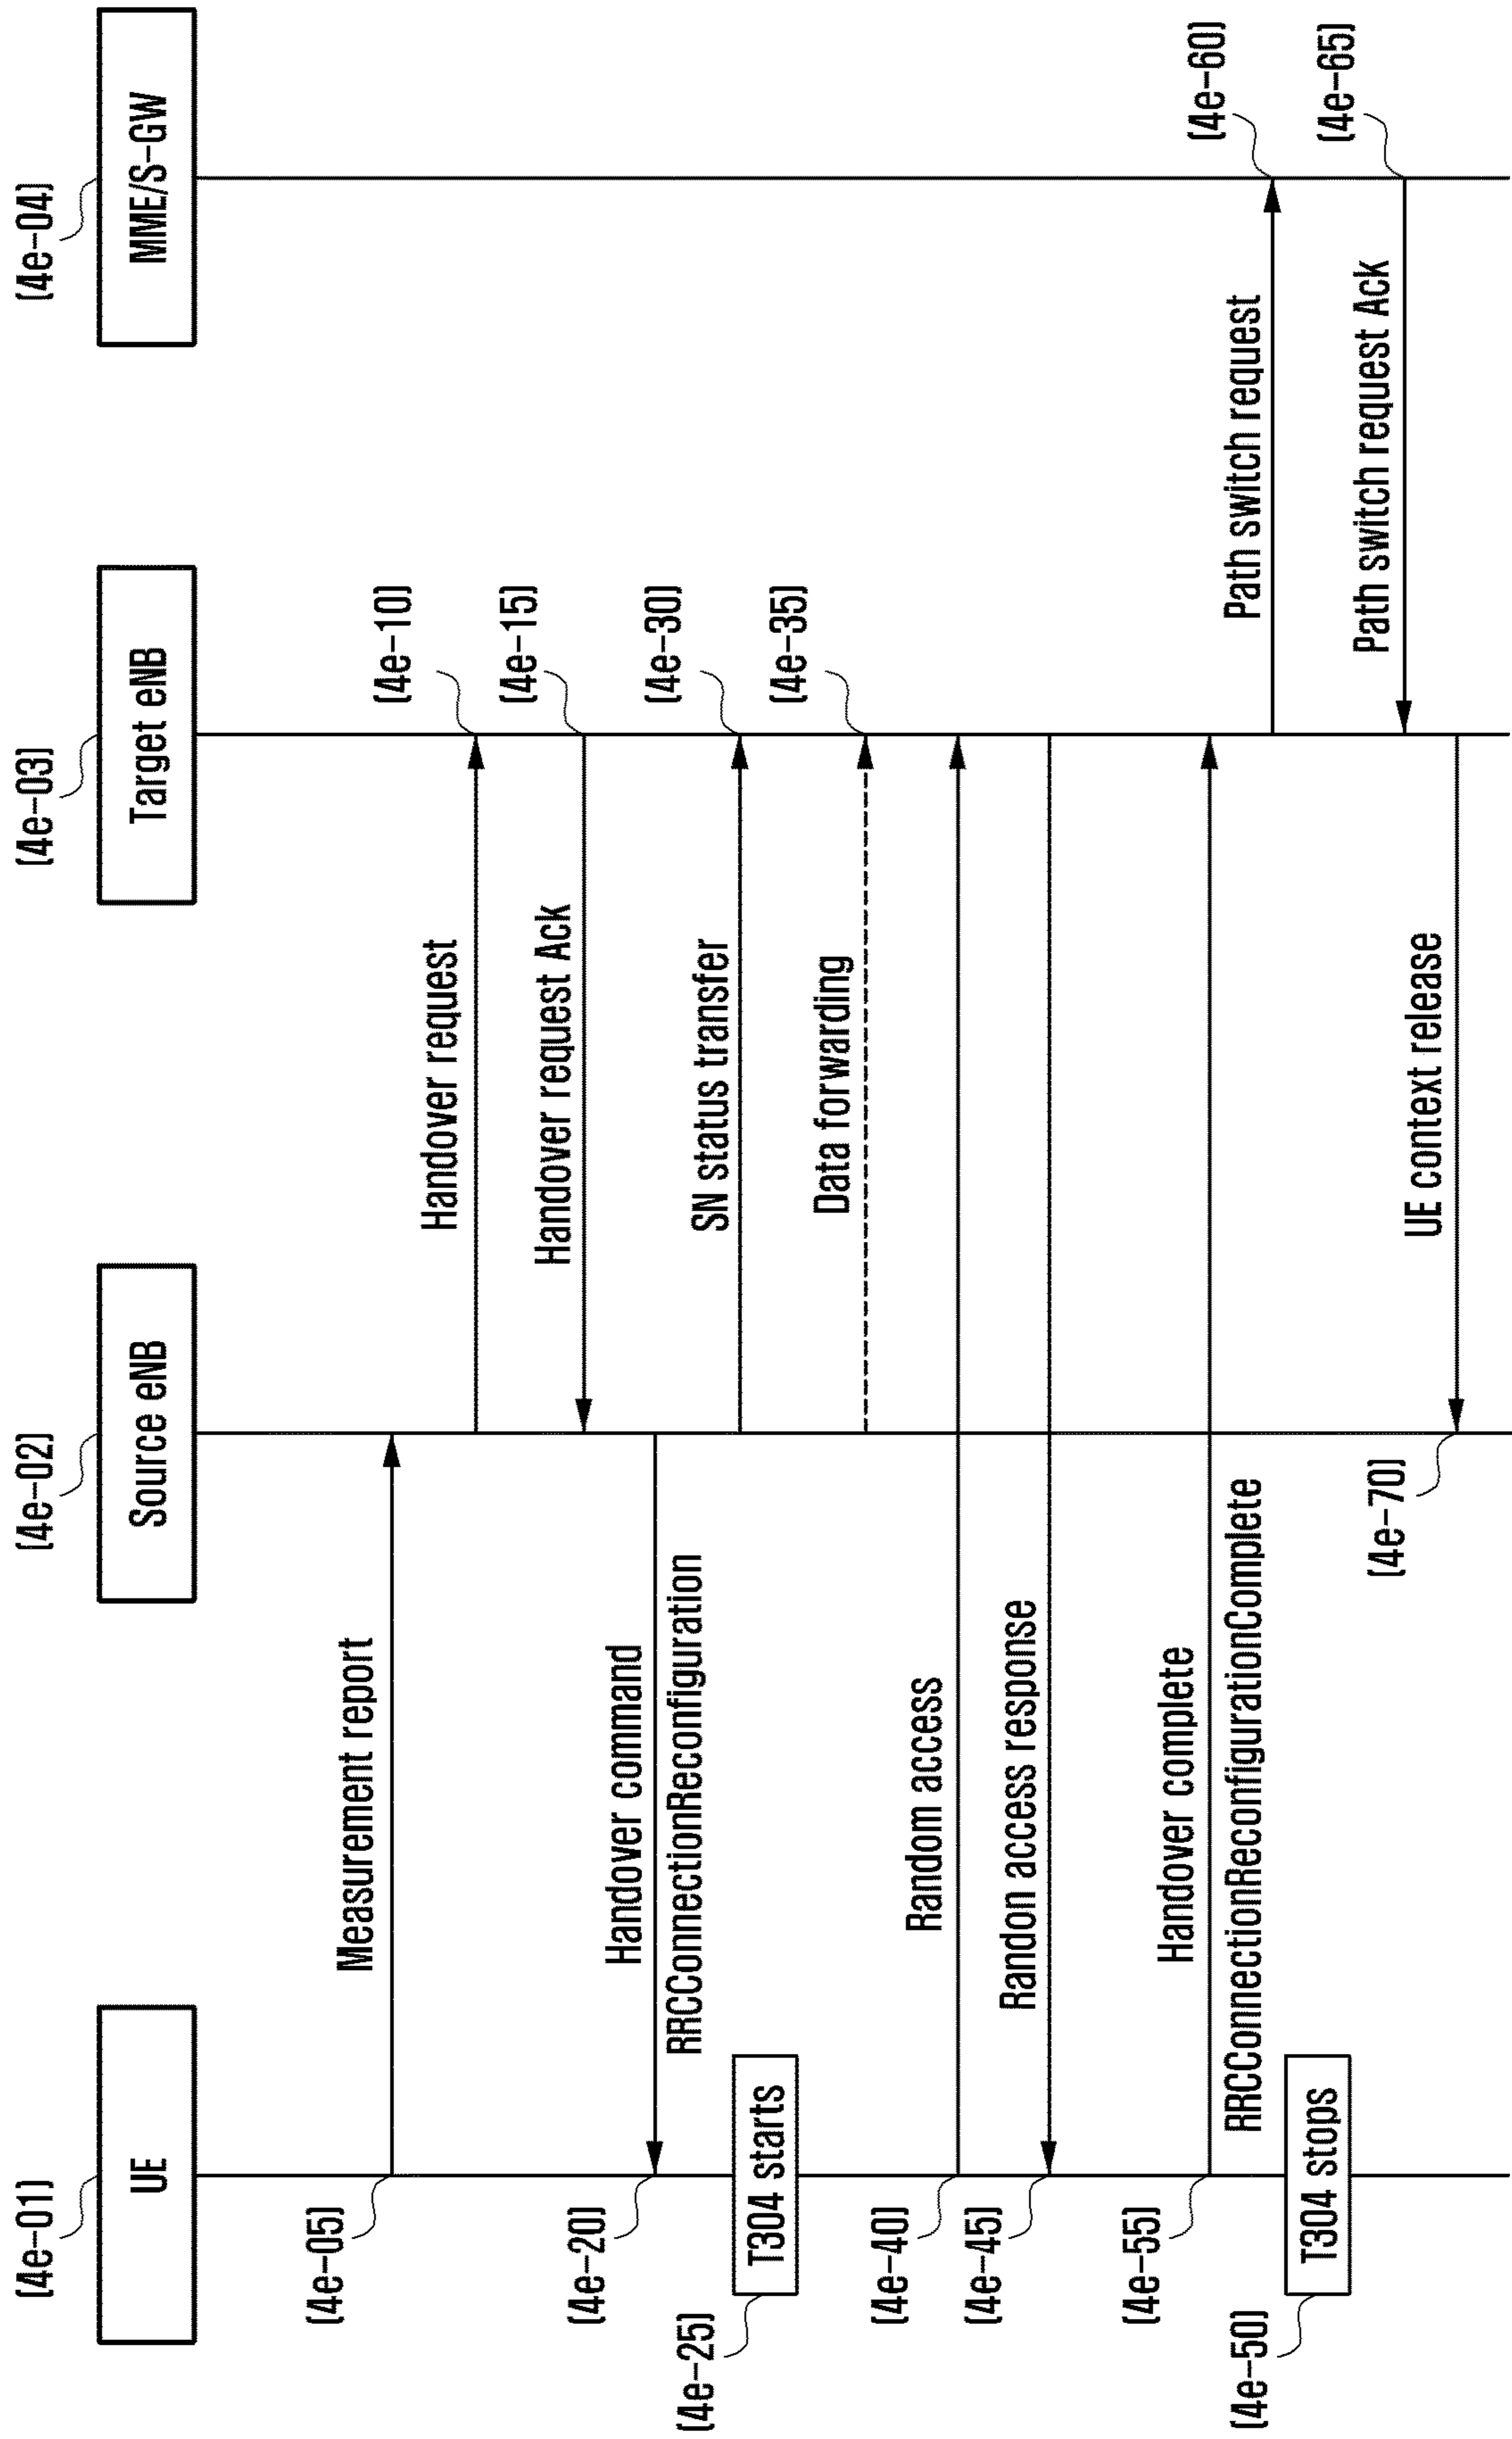 (4e-01)
(4e-02)
(4e-03)
(4e-04)
UE
Source eNB
Target eNB
MME/S-GW
(4e-05)
Measurement report
Handover request
(4e-10)
Handover request Ack
(4e-15)
(4e-20)
Handover command
RRCConnectionReconfiguration
(4e-25)
T304 starts
SN status transfer
(4e-30)
Data forwarding
(4e-35)
(4e-40)
Random access
(4e-45)
Randon access response
(4e-55)
Handover complete
RRCConnectionReconfigurationComplete
(4e-50)
T304 stops
Path switch request
(4e-60)
Path switch request Ack
(4e-65)
UE context release
(4e-70)